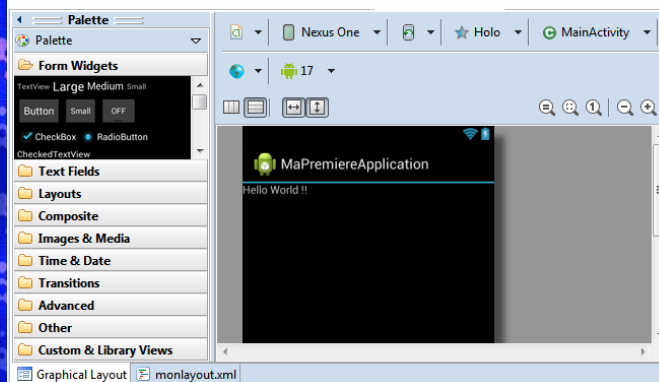 Palette
Palette
Form Widgets
TextView Large Medium Small
Button Small OFF
CheckBox RadioButton
CheckedTextView
Text Fields
Layouts
Composite
Images & Media
Time & Date
Transitions
Advanced
Other
Custom & Library Views
Nexus One Holo MainActivity
17
MaPremiereApplication
Hello World !!
Graphical Layout monlayout.xml